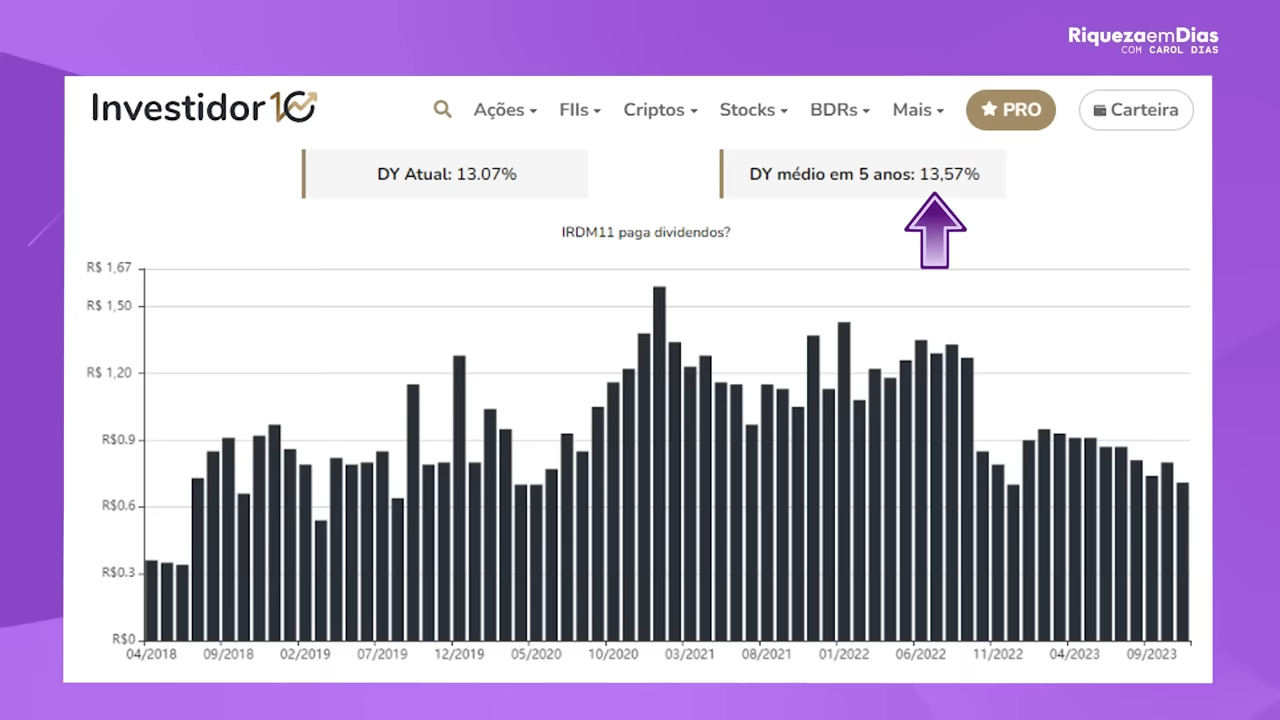 RiquezaemDias
COM CAROL DIAS
Investidor10
Ações
FIIs
Criptos
Stocks
BDRs
Mais
PRO
Carteira
DY Atual: 13.07%
DY médio em 5 anos: 13,57%
IRDM11 paga dividendos?
R$ 1,67
R$ 1,50
R$ 1,20
R$0.9
R$0.6
R$0.3
R$0
04/2018 09/2018 02/2019 07/2019 12/2019 05/2020 10/2020 03/2021 08/2021 01/2022 06/2022 11/2022 04/2023 09/2023